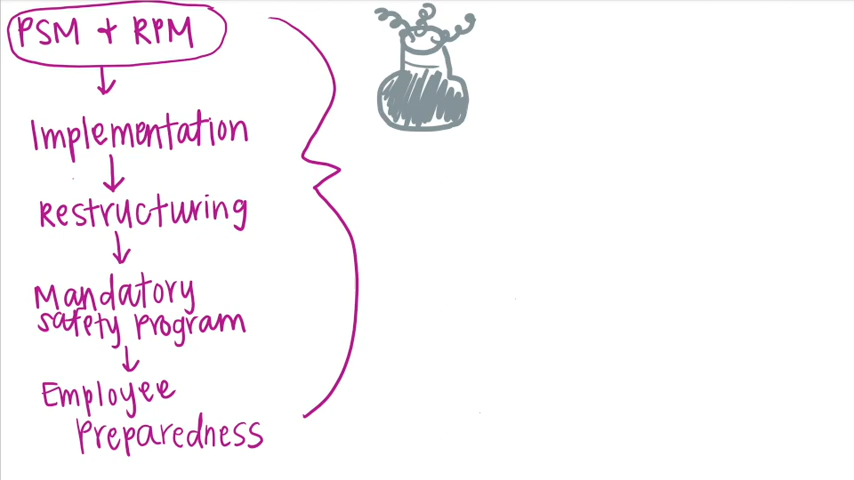 PSM + RPM
Implementation
Restructuring
Mandatory
safety Program
Employee
Preparedness